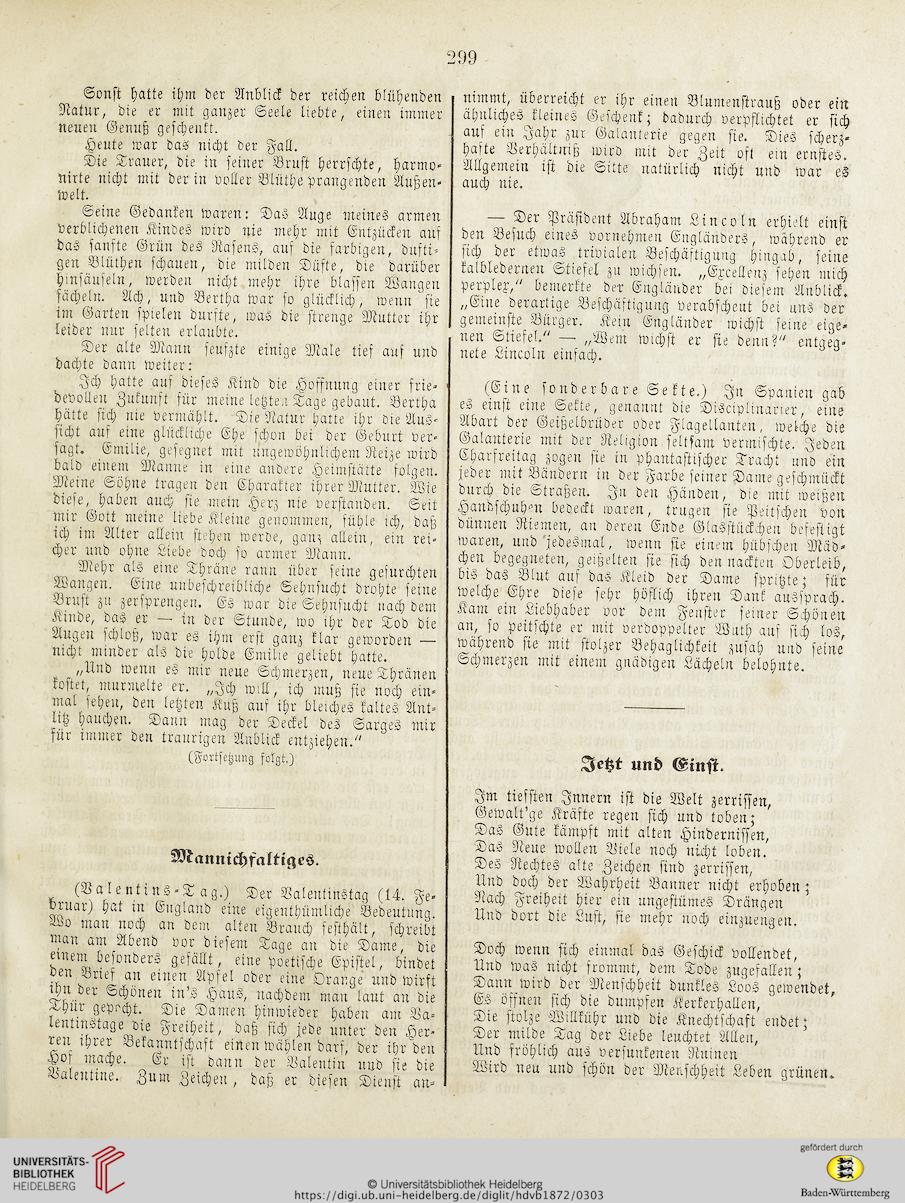 299
Sonst hatte ihm der Anblick der reichen blühenden
Natur, die er mit ganzer Seele liebte, einen immer
neuen Genuß geschenkt.
Heute war das nicht der Fall.
Die Trauer, die in seiner Brust herrschte, harmo-
nirte nicht mit der in voller Blüthe prangenden Außen-
welt.
Seine Gedanken waren: Das Auge meines armen
verblichenen Kindes wird nie mehr mit Entzücken auf
das sanfte Grün des Rasens, auf die farbigen, dufti-
gen Blüthen schauen, die milden Düfte, die darüber
hinsäuseln, werden nicht mehr ihre blassen Wangen
fächeln. Ach, und Bertha war so glücklich, wenn sie
im Garten spielen durfte, was die strenge Mutter ihr
leider nur selten erlaubte.
Der alte Mann seufzte einige Male tief auf und
dachte dann weiter:
Ich hatte auf dieses Kind die Hoffnung einer frie-
devollen Zukunft für meine letzten Tage gebaut. Bertha
hätte sich nie vermählt. Die Natur hatte ihr die Aus-
sicht auf eine glückliche Ehe schon bei der Geburt ver-
sagt. Emilie, gesegnet mit ungewöhnlichem Reize wird
bald einem Manne in eine andere Heimstätte folgen.
Meine Söhne tragen den Charakter ihrer Mutter. Wie
diese, haben auch sie mein Herz nie verstanden. Seit
mir Gott meine liebe Kleine genommen, fühle ich, daß
ich im Alter allein stehen werde, ganz allein, ein rei-
cher und ohne Liebe doch so armer Mann.
Mehr als eine Thräne rann über seine gefurchten
Wangen. Eine unbeschreibliche Sehnsucht drohte seine
Brust zu zersprengen. Es war die Sehnsucht nach dem
Kinde, das er — in der Stunde, wo ihr der Tod die
Augen schloß, war es ihm erst ganz klar geworden —
nicht minder als die holde Emilie geliebt hatte.
„Und wenn es mir neue Schmerzen, neue Thränen
kostet, murmelte er. „Ich will, ich muß sie noch ein-
mal sehen, den letzten Kuß auf ihr bleiches kaltes Ant-
litz hauchen. Dann mag der Deckel des Sarges mir
für immer den traurigen Anblick entziehen.“
(Fortsetzung folgt.)
Mannichfaltiges.
(Valentins-Tag.) Der Valentinstag (14. Fe-
bruar) hat in England eine eigenthümliche Bedeutung.
Wo man noch an dem alten Brauch festhält, schreibt
man am Abend vor diesem Tage an die Dame, die
einem besonders gefällt, eine poetische Epistel, bindet
den Brief an einen Apfel oder eine Orange und wirft
ihn der Schönen in's Haus, nachdem man laut an die
Thür gepocht. Die Damen hinwieder haben am Va-
lentinstage die Freiheit, daß sich jede unter den Her-
ren ihrer Bekanntschaft einen wählen darf, der ihr den
Hof mache. Er ist dann der Valentin und sie die
Valentine. Zum Zeichen, daß er diesen Dienst an-
nimmt, überreicht er ihr einen Blumenstrauß oder ein
ähnliches kleines Geschenk; dadurch verpflichtet er sich
auf ein Jahr zur Galanterie gegen sie. Dies scherz-
hafte Verhältniß wird mit der Zeit oft ein ernstes.
Allgemein ist die Sitte natürlich nicht und war es
auch nie.
— Der Präsident Abraham Lincoln erhielt einst
den Besuch eines vornehmen Engländers, während er
sich der etwas trivialen Beschäftigung hingab, seine
kalbledernen Stiefel zu wichsen. „Excellenz sehen mich
perplex,“ bemerkte der Engländer bei diesem Anblick.
„Eine derartige Beschäftigung verabscheut bei uns der
gemeinste Bürger. Kein Engländer wichst seine eige-
nen Stiefel.“ — „Wem wichst er sie denn?“ entgeg-
nete Lincoln einfach.
(Eine sonderbare Sekte.) In Spanien gab
es einst eine Sekte, genannt die Disciplinarier, eine
Abart der Geißelbrüder oder Flagellanten, welche die
Galanterie mit der Religion seltsam vermischte. Jeden
Charfreitag zogen sie in phantastischer Tracht und ein
jeder mit Bändern in der Farbe seiner Dame geschmückt
durch die Straßen. In den Händen, die mit weißen
Handschuhen bedeckt waren, trugen sie Peitschen von
dünnen Riemen, an deren Ende Glasstückchen befestigt
waren, und jedesmal, wenn sie einem hübschen Mäd-
chen begegneten, geißelten sie sich den nackten Oberleib,
bis das Blut auf das Kleid der Dame spritzte; für
welche Ehre diese sehr höflich ihren Dank aussprach.
Kam ein Liebhaber vor dem Fenster seiner Schönen
an, so peitschte er mit verdoppelter Wuth auf sich los,
während sie mit stolzer Behaglichkeit zusah und seine
Schmerzen mit einem gnädigen Lächeln belohnte.
Jetzt und Einst.
Im tiefsten Innern ist die Welt zerrissen,
Gewalt'ge Kräfte regen sich und toben;
Das Gute kämpft mit alten Hindernissen,
Das Neue wollen Viele noch nicht loben.
Des Rechtes alte Zeichen sind zerrissen,
Und doch der Wahrheit Banner nicht erhoben;
Nach Freiheit hier ein ungestümes Drängen
Und dort die Lust, sie mehr noch einzuengen.
Doch wenn sich einmal das Geschick vollendet,
Und was nicht frommt, dem Tode zugefallen;
Dann wird der Menschheit dunkles Loos gewendet,
Es öffnen sich die dumpfen Kerkerhallen,
Die stolze Willkühr und die Knechtschaft endet;
Der milde Tag der Liebe leuchtet Allen,
Und fröhlich aus versunkenen Ruinen
Wird neu und schön der Menschheit Leben grünen.
UNIVERSITÄTS-
BIBLIOTHEK
HEIDELBERG
© Universitätsbibliothek Heidelberg
https://digi.ub.uni-heidelberg.de/diglit/hdvb1872/0303
gefördert durch
Baden-Württemberg